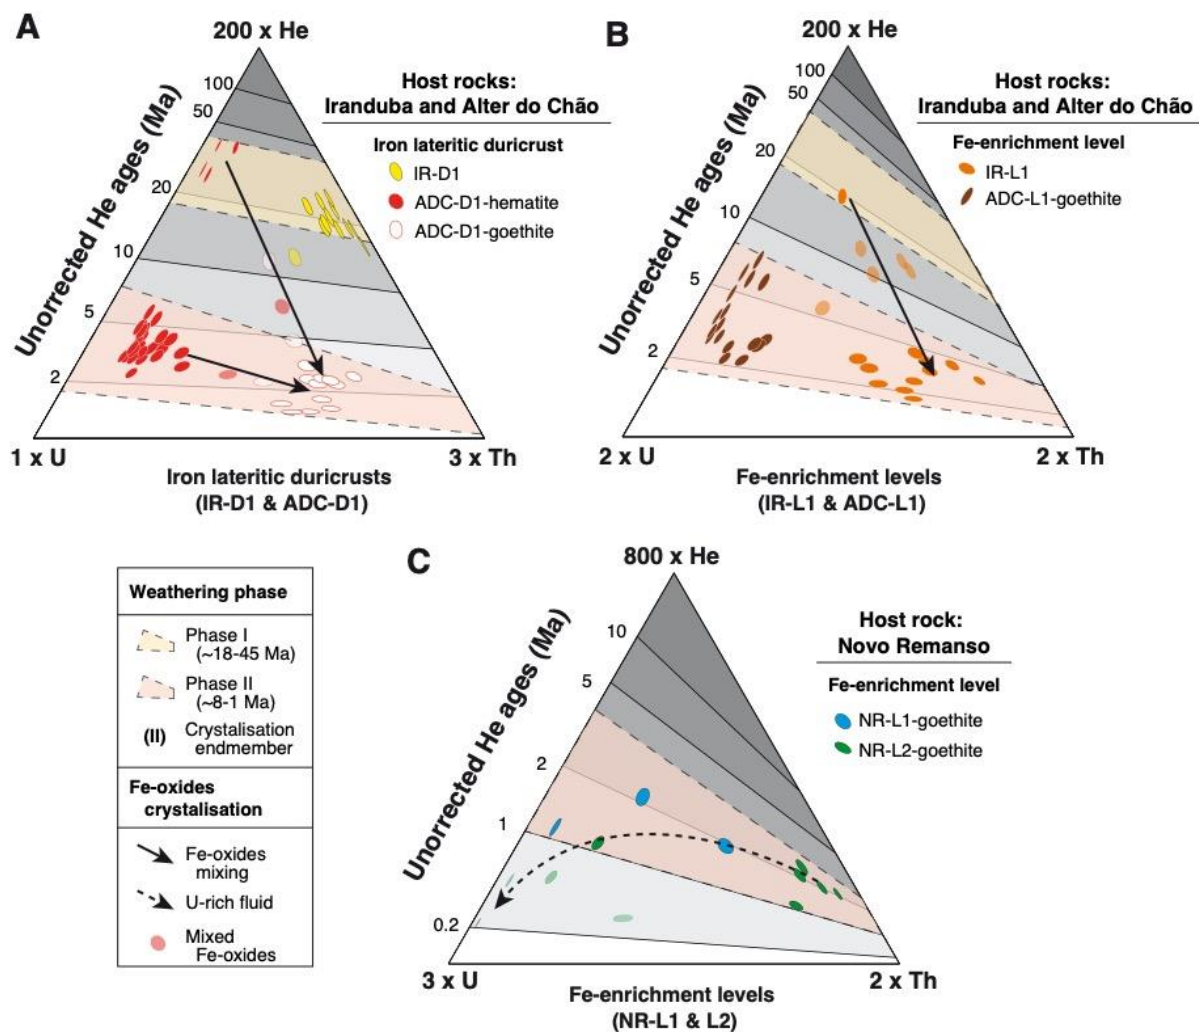 A
200 x He
Unorrected He ages (Ma)
100
50
20
10
5
2
Host rocks:
Iranduba and Alter do Chão
Iron lateritic duricrust
IR-D1
ADC-D1-hematite
ADC-D1-goethite
1 x U
3 x Th
Iron lateritic duricrusts
(IR-D1 & ADC-D1)
B
200 x He
Unorrected He ages (Ma)
100
50
20
10
5
2
Host rocks:
Iranduba and Alter do Chão
Fe-enrichment level
IR-L1
ADC-L1-goethite
2 x U
2 x Th
Fe-enrichment levels
(IR-L1 & ADC-L1)
Weathering phase
Phase I
(~18-45 Ma)
Phase II
(~8-1 Ma)
(II) Crystalisation
endmember
Fe-oxides
crystalisation
Fe-oxides
mixing
U-rich fluid
Mixed
Fe-oxides
C
800 x He
Unorrected He ages (Ma)
10
5
2
1
0.2
Host rock:
Novo Remanso
Fe-enrichment level
NR-L1-goethite
NR-L2-goethite
3 x U
2 x Th
Fe-enrichment levels
(NR-L1 & L2)